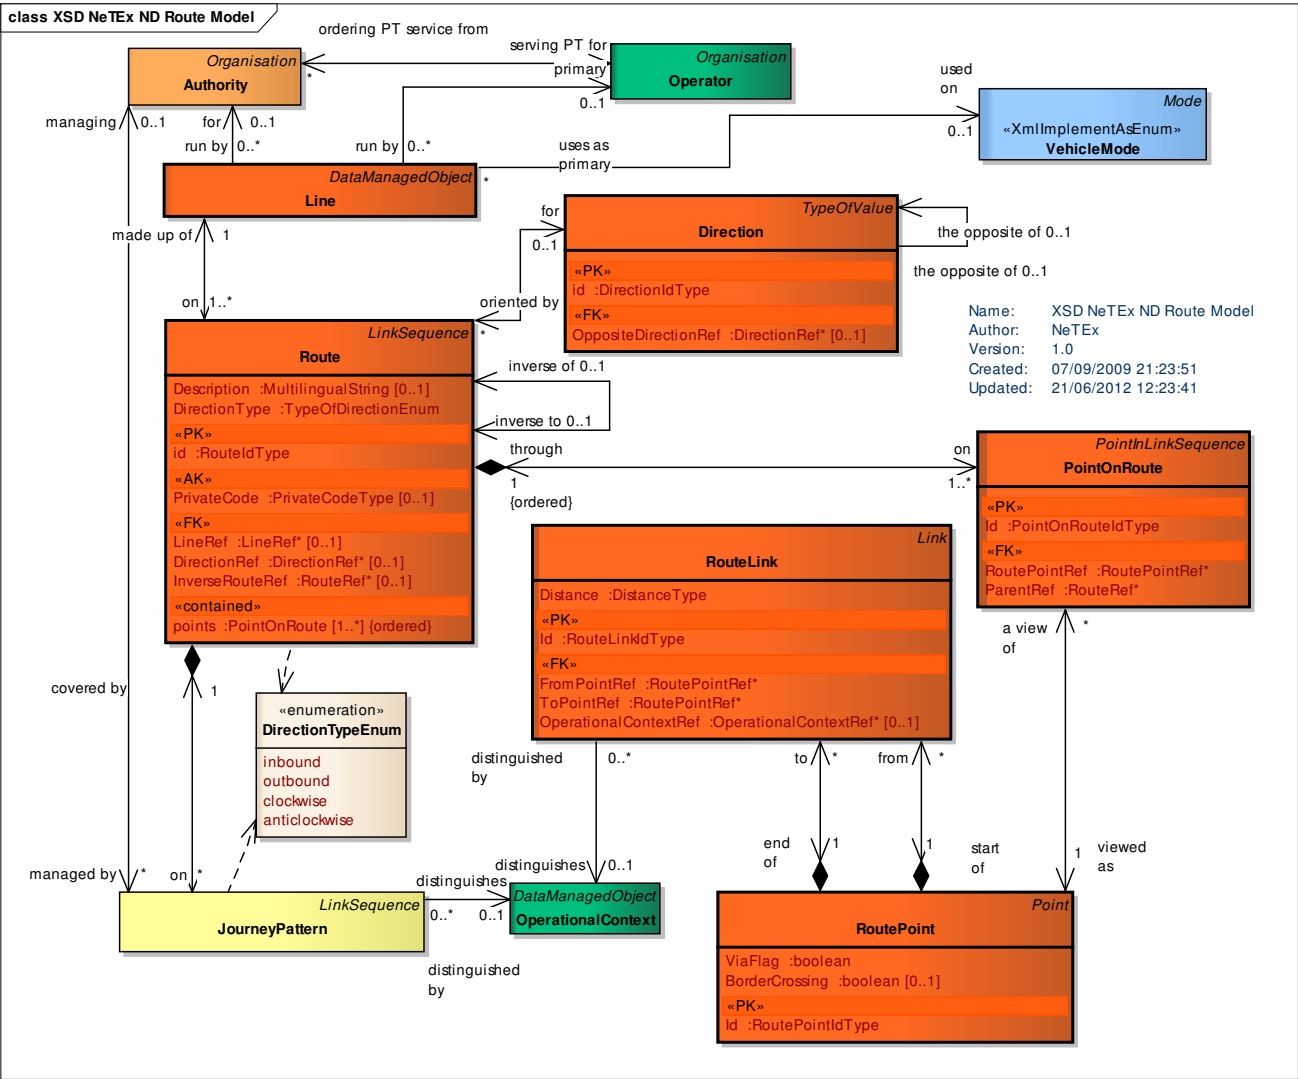 class XSD NeTEx ND Route Model
ordering PT service from
Organisation
Authority
*
serving PT for
primary
0..1
Organisation
Operator
used
on
0..1
Mode
«XmlImplementAsEnum»
VehicleMode
managing
0..1
for
0..1
run by
0..*
run by
0..*
uses as
primary
*
DataManagedObject
Line
made up of
1
on
1..*
for
0..1
oriented by
*
TypeOfValue
Direction
«PK»
id :DirectionIdType
«FK»
OppositeDirectionRef :DirectionRef* [0..1]
the opposite of 0..1
the opposite of 0..1
Name: XSD NeTEx ND Route Model
Author: NeTEx
Version: 1.0
Created: 07/09/2009 21:23:51
Updated: 21/06/2012 12:23:41
LinkSequence
Route
Description :MultilingualString [0..1]
DirectionType :TypeOfDirectionEnum
«PK»
id :RouteIdType
«AK»
PrivateCode :PrivateCodeType [0..1]
«FK»
LineRef :LineRef* [0..1]
DirectionRef :DirectionRef* [0..1]
InverseRouteRef :RouteRef* [0..1]
«contained»
points :PointOnRoute [1..*] {ordered}
inverse of 0..1
inverse to 0..1
through
1
{ordered}
on
1..*
PointInLinkSequence
PointOnRoute
«PK»
Id :PointOnRouteIdType
«FK»
RoutePointRef :RoutePointRef*
ParentRef :RouteRef*
a view
of
*
Link
RouteLink
Distance :DistanceType
«PK»
Id :RouteLinkIdType
«FK»
FromPointRef :RoutePointRef*
ToPointRef :RoutePointRef*
OperationalContextRef :OperationalContextRef* [0..1]
covered by
1
«enumeration»
DirectionTypeEnum
inbound
outbound
clockwise
anticlockwise
distinguished
by
0..*
to
*
from
*
end
of
1
1
start
of
1
viewed
as
managed by
*
on
*
distinguishes
0..1
distinguishes
0..*
0..1
distinguished
by
LinkSequence
JourneyPattern
DataManagedObject
OperationalContext
Point
RoutePoint
ViaFlag :boolean
BorderCrossing :boolean [0..1]
«PK»
Id :RoutePointIdType